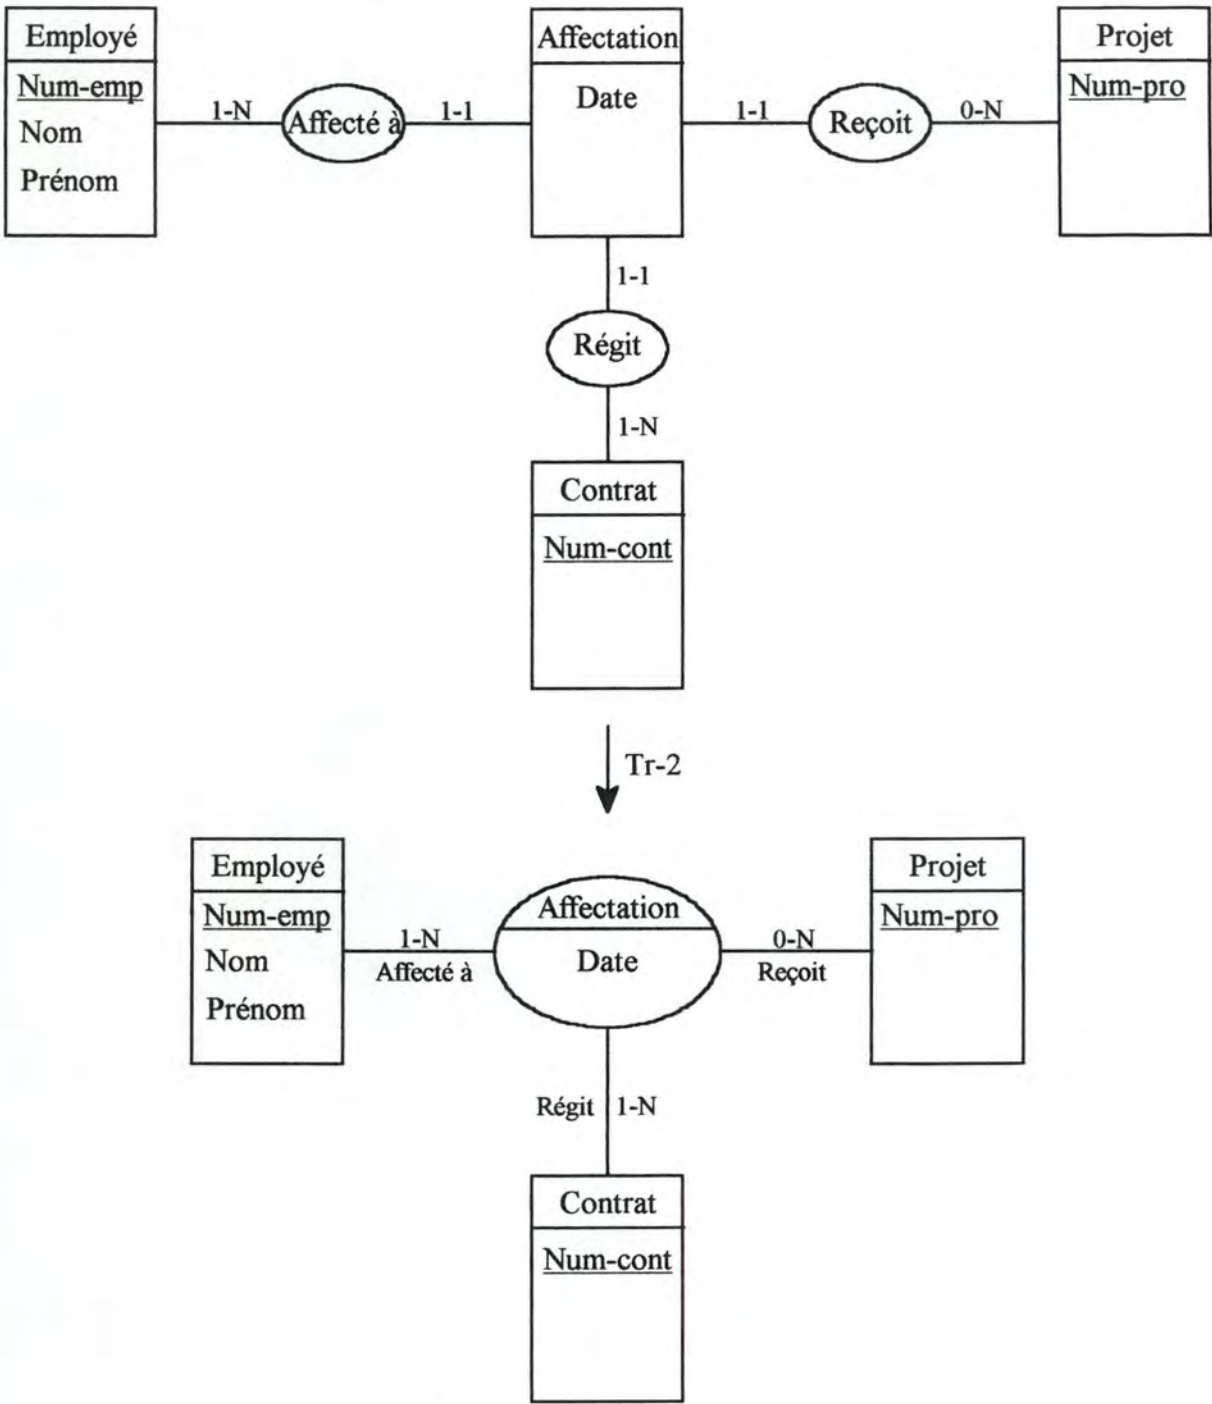 Employé
Num-emp
Nom
Prénom
1-N
Affecté à
1-1
Affectation
Date
1-1
Reçoit
0-N
Projet
Num-pro
1-1
Régit
1-N
Contrat
Num-cont
Tr-2
Employé
Num-emp
Nom
Prénom
1-N
Affecté à
Affectation
Date
0-N
Reçoit
Projet
Num-pro
Régit 1-N
Contrat
Num-cont